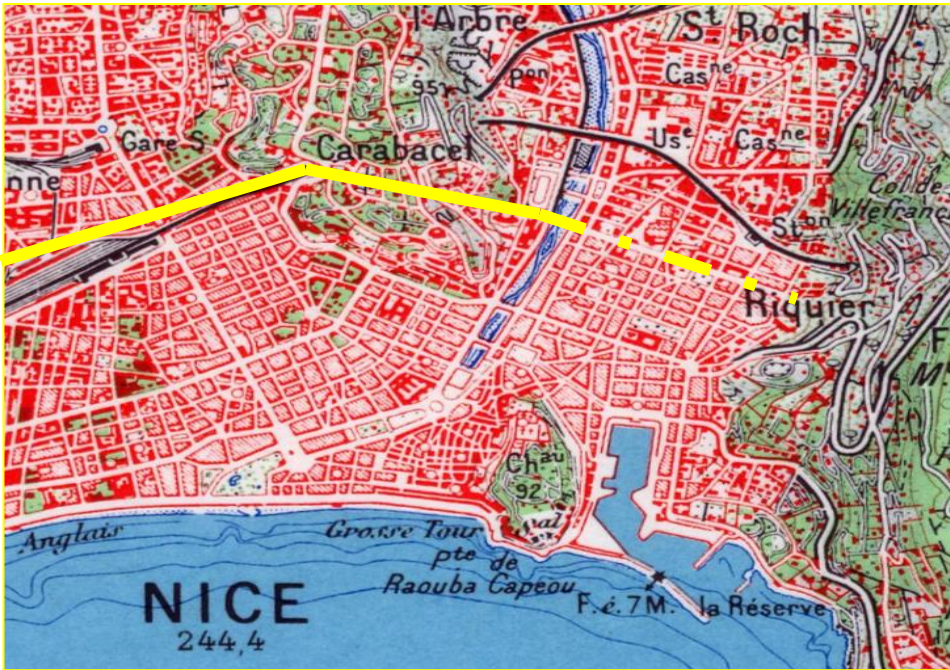 l'Arbre
St Roch
Pon
95
Casne
Gare S.
Carabacel
Use
Casne
nne
Col de
Villefranc
Ston
Riquier
F
M
Chau
92
Val
Anglais
Grosse Tour
pte de
Raouba Capeou
NICE
244,4
F.é. 7M.
la Réserve